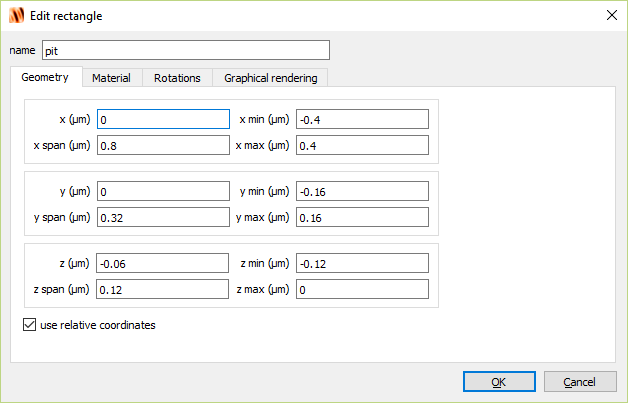 Edit rectangle
name pit
Geometry Material Rotations Graphical rendering
x (µm) 0 x min (µm) -0.4
x span (µm) 0.8 x max (µm) 0.4
y (µm) 0 y min (µm) -0.16
y span (µm) 0.32 y max (µm) 0.16
z (µm) -0.06 z min (µm) -0.12
z span (µm) 0.12 z max (µm) 0
use relative coordinates
OK Cancel